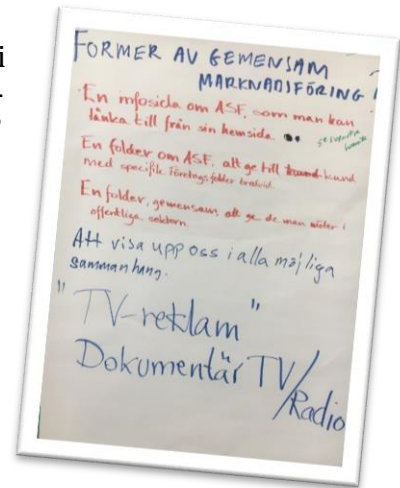 i
-
FORMER AV GEMENSAM
MARKNADSFÖRING
En infosida om ASF, som man kan
länka till från sin hemsida.
En folder om ASF, att ge till kund
med specifik företagsfolder
En folder, gemensam att ge de man möter i
offentliga sektorn.
Att visa upp oss i alla möjliga
sammanhang.
"TV-reklam"
Dokumentär TV/
Radio